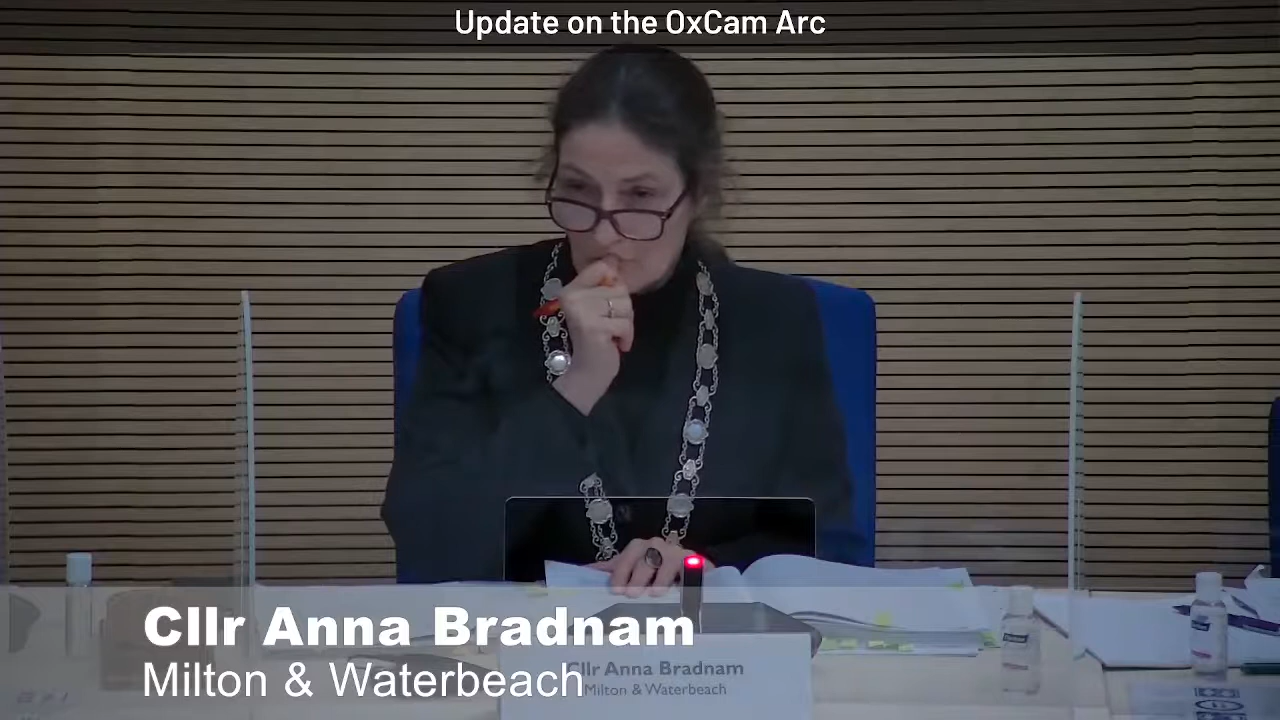 Update on the OxCam Arc
Cllr Anna Bradnam
Milton & Waterbeach
Cllr Anna Bradnam
Milton & Waterbeach